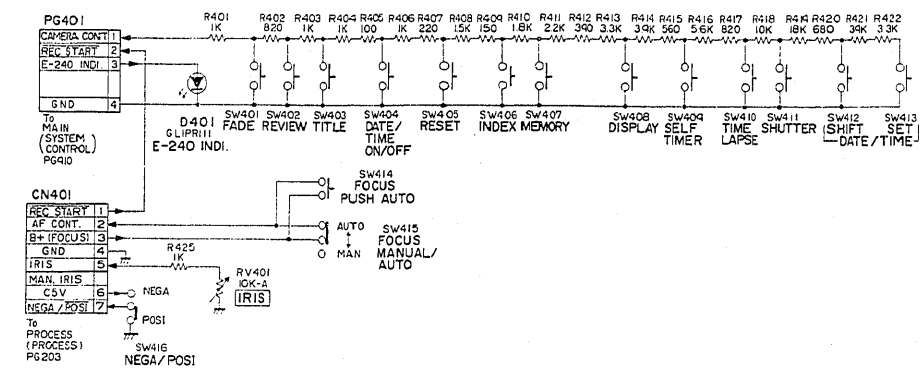 PG401
CAMERA CONT 1
REC START 2
E-240 INDI. 3
GND 4
To
MAIN
(SYSTEM
CONTROL)
PG410
R401
1K
R402
820
R403
1K
R404
1K
R405
100
R406
1K
R407
220
R408
1.5K
R409
150
R410
1.8K
R411
2.2K
R412
390
R413
3.3K
R414
3.9K
R415
560
R416
5.6K
R417
820
R418
10K
R419
18K
R420
680
R421
39K
R422
3.3K
D401
GL1PR111
E-240 INDI.
SW401
FADE
SW402
REVIEW
SW403
TITLE
SW404
DATE/
TIME
ON/OFF
SW405
RESET
SW406
INDEX
SW407
MEMORY
SW408
DISPLAY
SW409
SELF
TIMER
SW410
TIME
LAPSE
SW411
SHUTTER
SW412
SHIFT
SW413
SET
DATE/TIME
CN401
REC START 1
AF CONT. 2
B+(FOCUS) 3
GND 4
IRIS 5
MAN. IRIS
C5V 6
NEGA/POSI 7
To
PROCESS
(PROCESS)
PG203
SW414
FOCUS
PUSH AUTO
AUTO
MAN
SW415
FOCUS
MANUAL/
AUTO
R425
1K
RV401
10K-A
IRIS
NEGA
POSI
SW416
NEGA/POSI